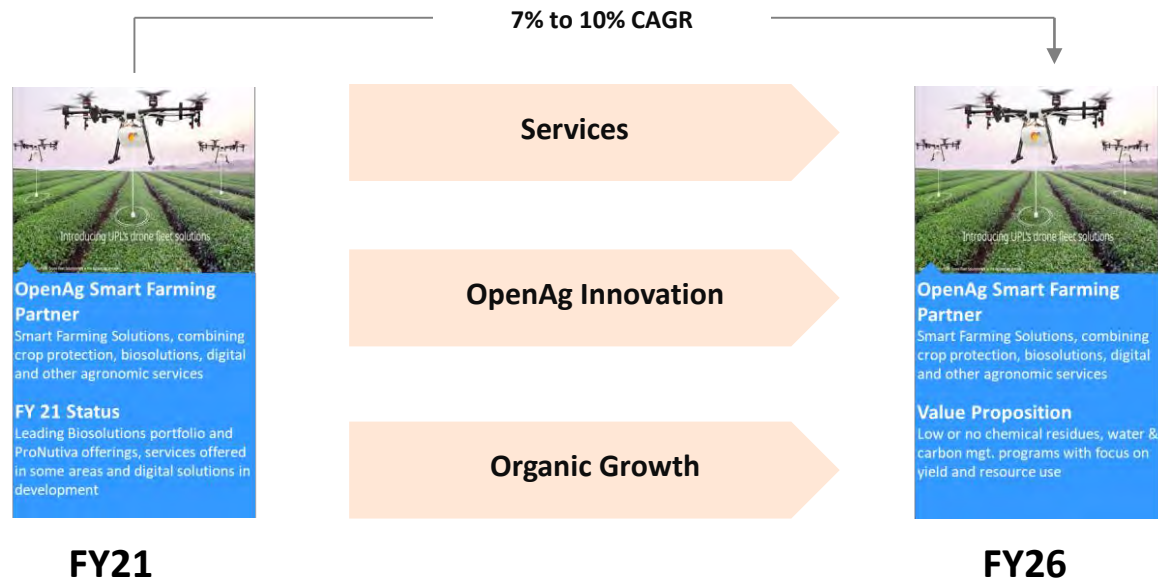 7% to 10% CAGR
Introducing UPL's drone fleet solutions
OpenAg Smart Farming
Partner
Smart Farming Solutions, combining
crop protection, biosolutions, digital
and other agronomic services
FY 21 Status
Leading Biosolutions portfolio and
ProNutiva offerings, services offered
in some areas and digital solutions in
development
FY21
Services
OpenAg Innovation
Organic Growth
Introducing UPL's drone fleet solutions
OpenAg Smart Farming
Partner
Smart Farming Solutions, combining
crop protection, biosolutions, digital
and other agronomic services
Value Proposition
Low or no chemical residues, water &
carbon mgt. programs with focus on
yield and resource use
FY26